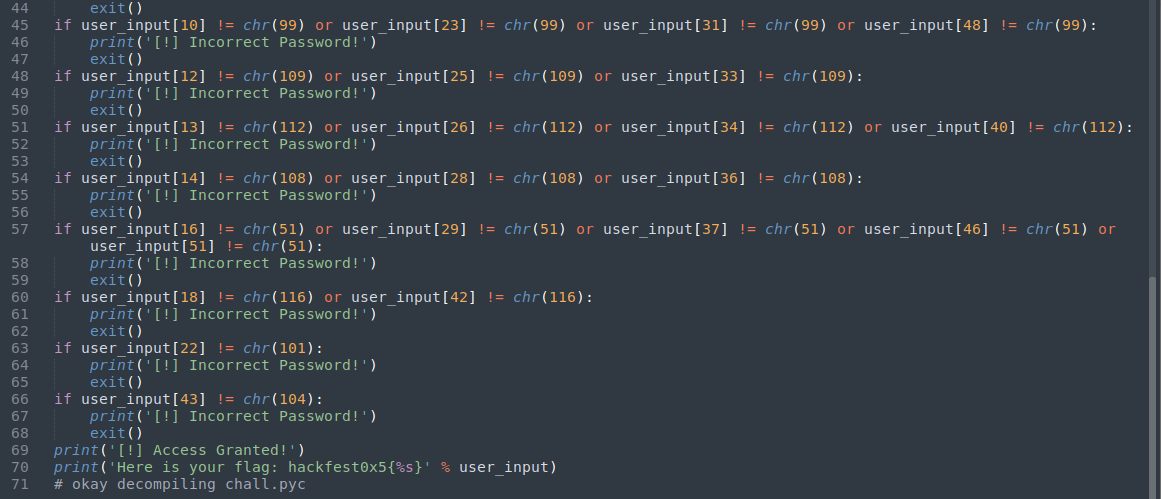 44 exit()
45 if user_input[10] != chr(99) or user_input[23] != chr(99) or user_input[31] != chr(99) or user_input[48] != chr(99):
46 print('[!] Incorrect Password!')
47 exit()
48 if user_input[12] != chr(109) or user_input[25] != chr(109) or user_input[33] != chr(109):
49 print('[!] Incorrect Password!')
50 exit()
51 if user_input[13] != chr(112) or user_input[26] != chr(112) or user_input[34] != chr(112) or user_input[40] != chr(112):
52 print('[!] Incorrect Password!')
53 exit()
54 if user_input[14] != chr(108) or user_input[28] != chr(108) or user_input[36] != chr(108):
55 print('[!] Incorrect Password!')
56 exit()
57 if user_input[16] != chr(51) or user_input[29] != chr(51) or user_input[37] != chr(51) or user_input[46] != chr(51) or
user_input[51] != chr(51):
58 print('[!] Incorrect Password!')
59 exit()
60 if user_input[18] != chr(116) or user_input[42] != chr(116):
61 print('[!] Incorrect Password!')
62 exit()
63 if user_input[22] != chr(101):
64 print('[!] Incorrect Password!')
65 exit()
66 if user_input[43] != chr(104):
67 print('[!] Incorrect Password!')
68 exit()
69 print('[!] Access Granted!')
70 print('Here is your flag: hackfest0x5{%s}' % user_input)
71 # okay decompiling chall.pyc